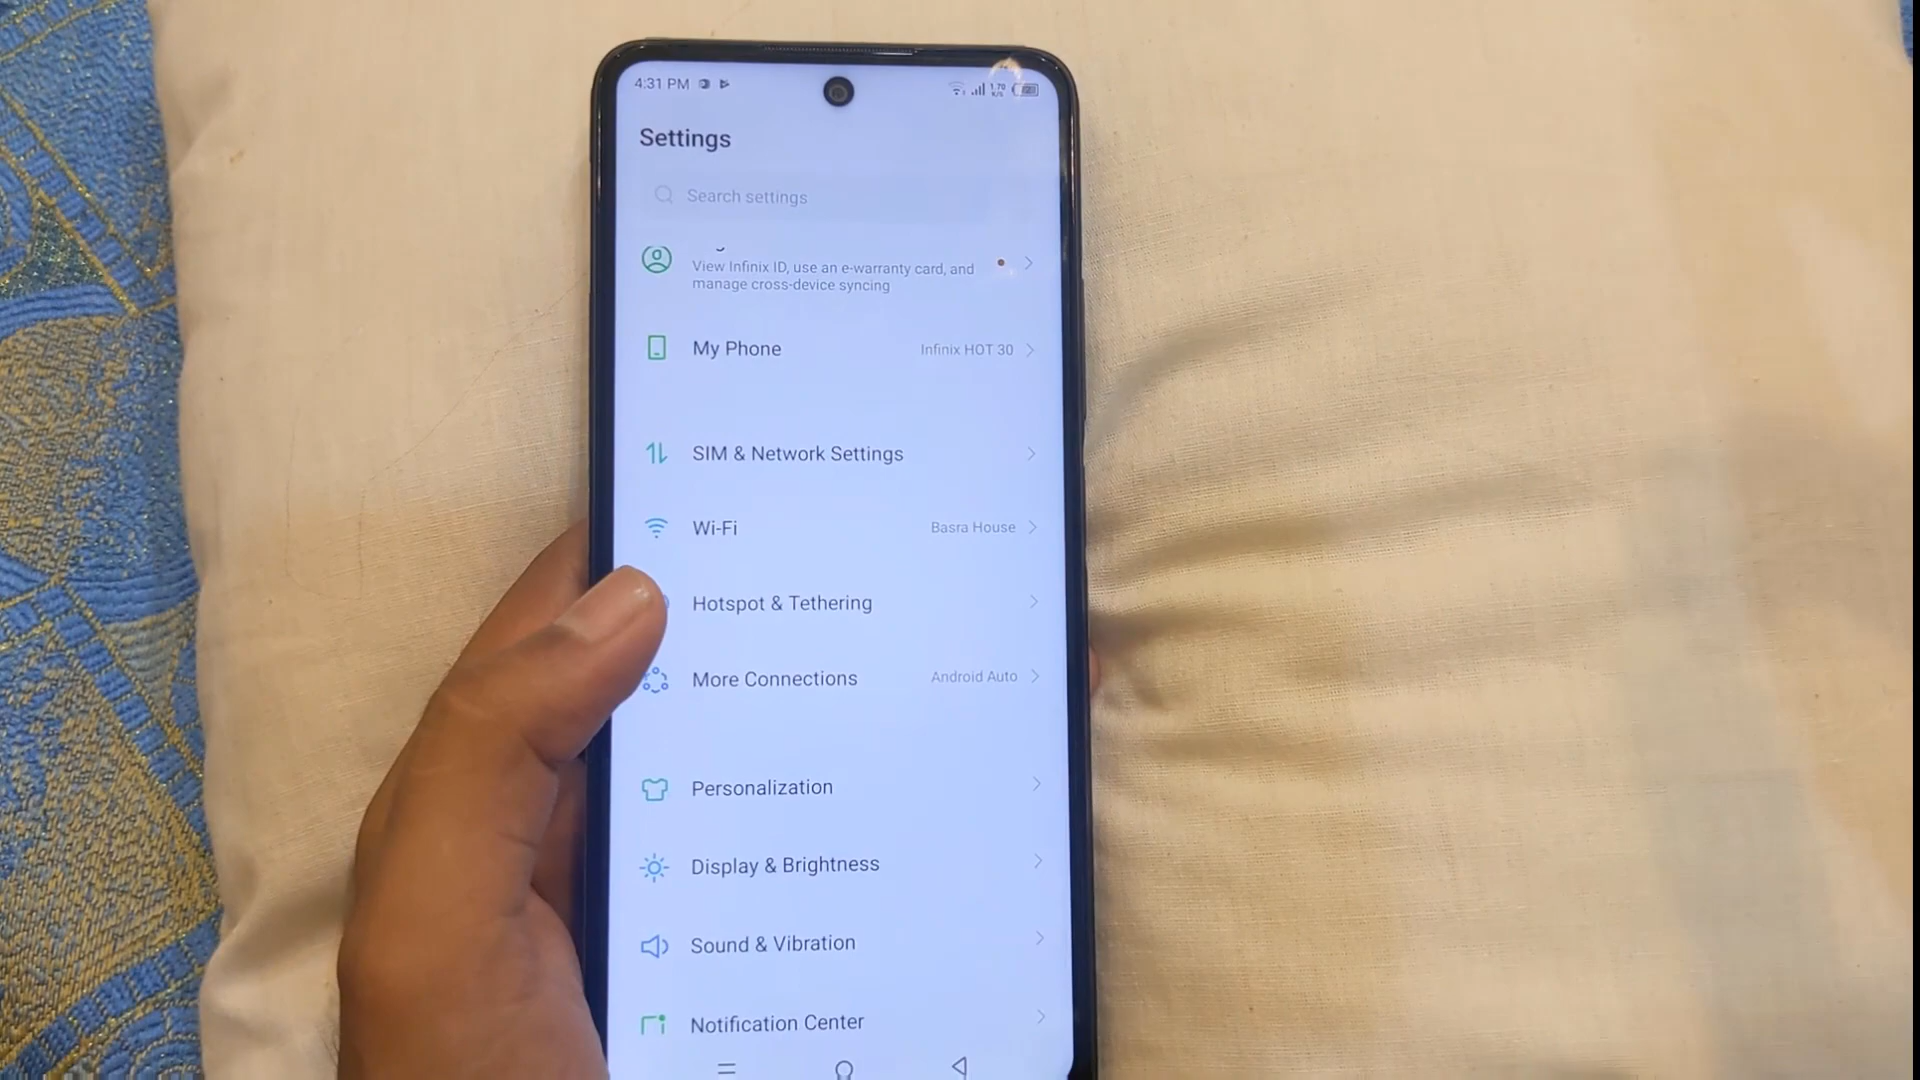 4:31 PM
1.70
K/S
Settings
Search settings
View Infinix ID, use an e-warranty card, and
manage cross-device syncing
My Phone
Infinix HOT 30
SIM & Network Settings
Wi-Fi
Basra House
Hotspot & Tethering
More Connections
Android Auto
Personalization
Display & Brightness
Sound & Vibration
Notification Center